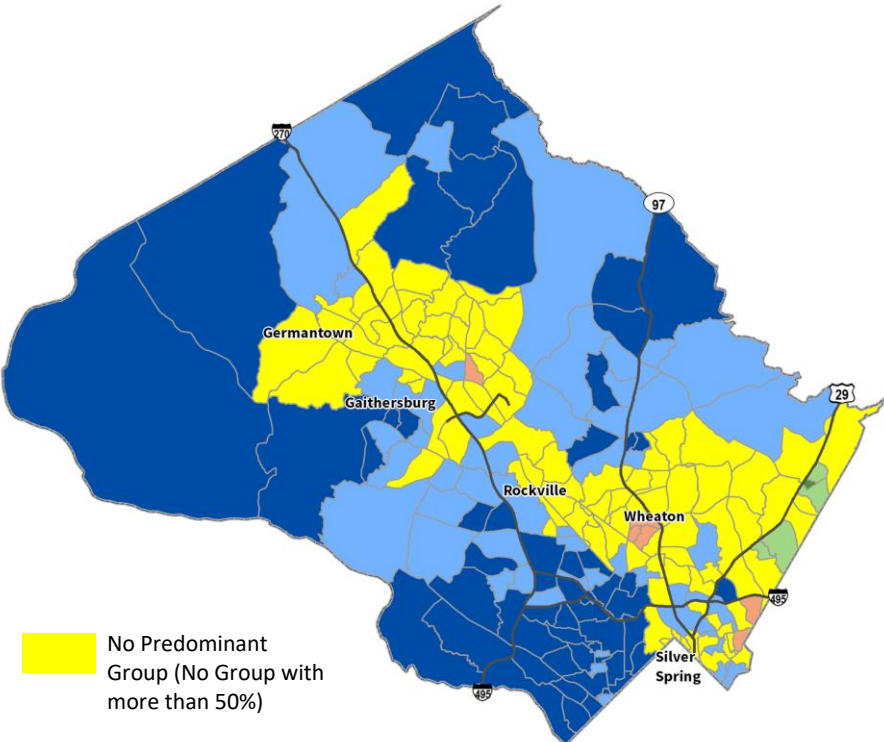 270
97
Germantown
Gaithersburg
29
Rockville
Wheaton
495
No Predominant
Group (No Group with
more than 50%)
Silver
Spring
495